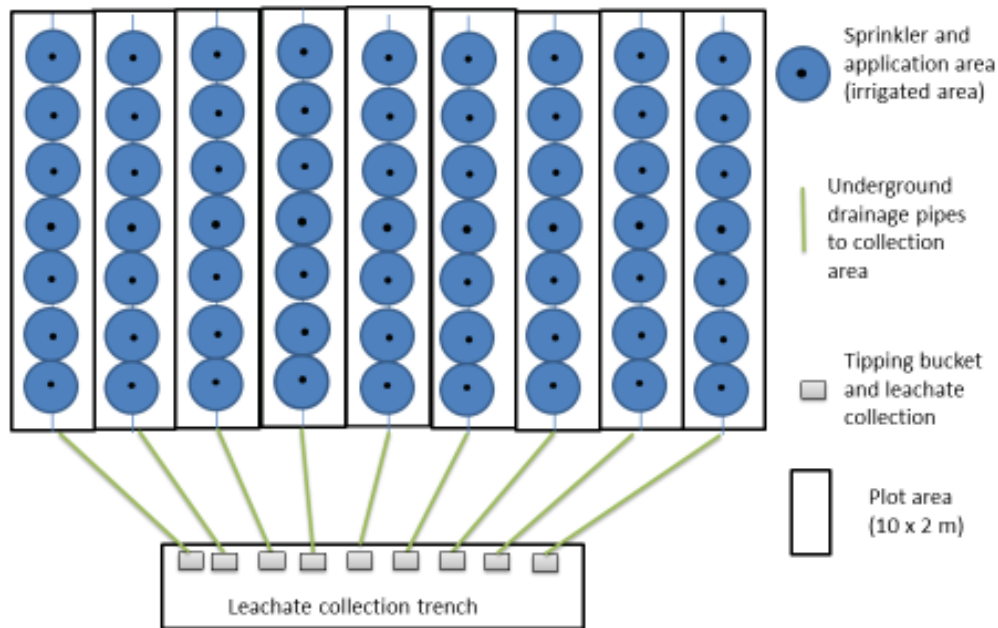 Sprinkler and
application area
(irrigated area)
Underground
drainage pipes
to collection
area
Tipping bucket
and leachate
collection
Plot area
(10 x 2 m)
Leachate collection trench